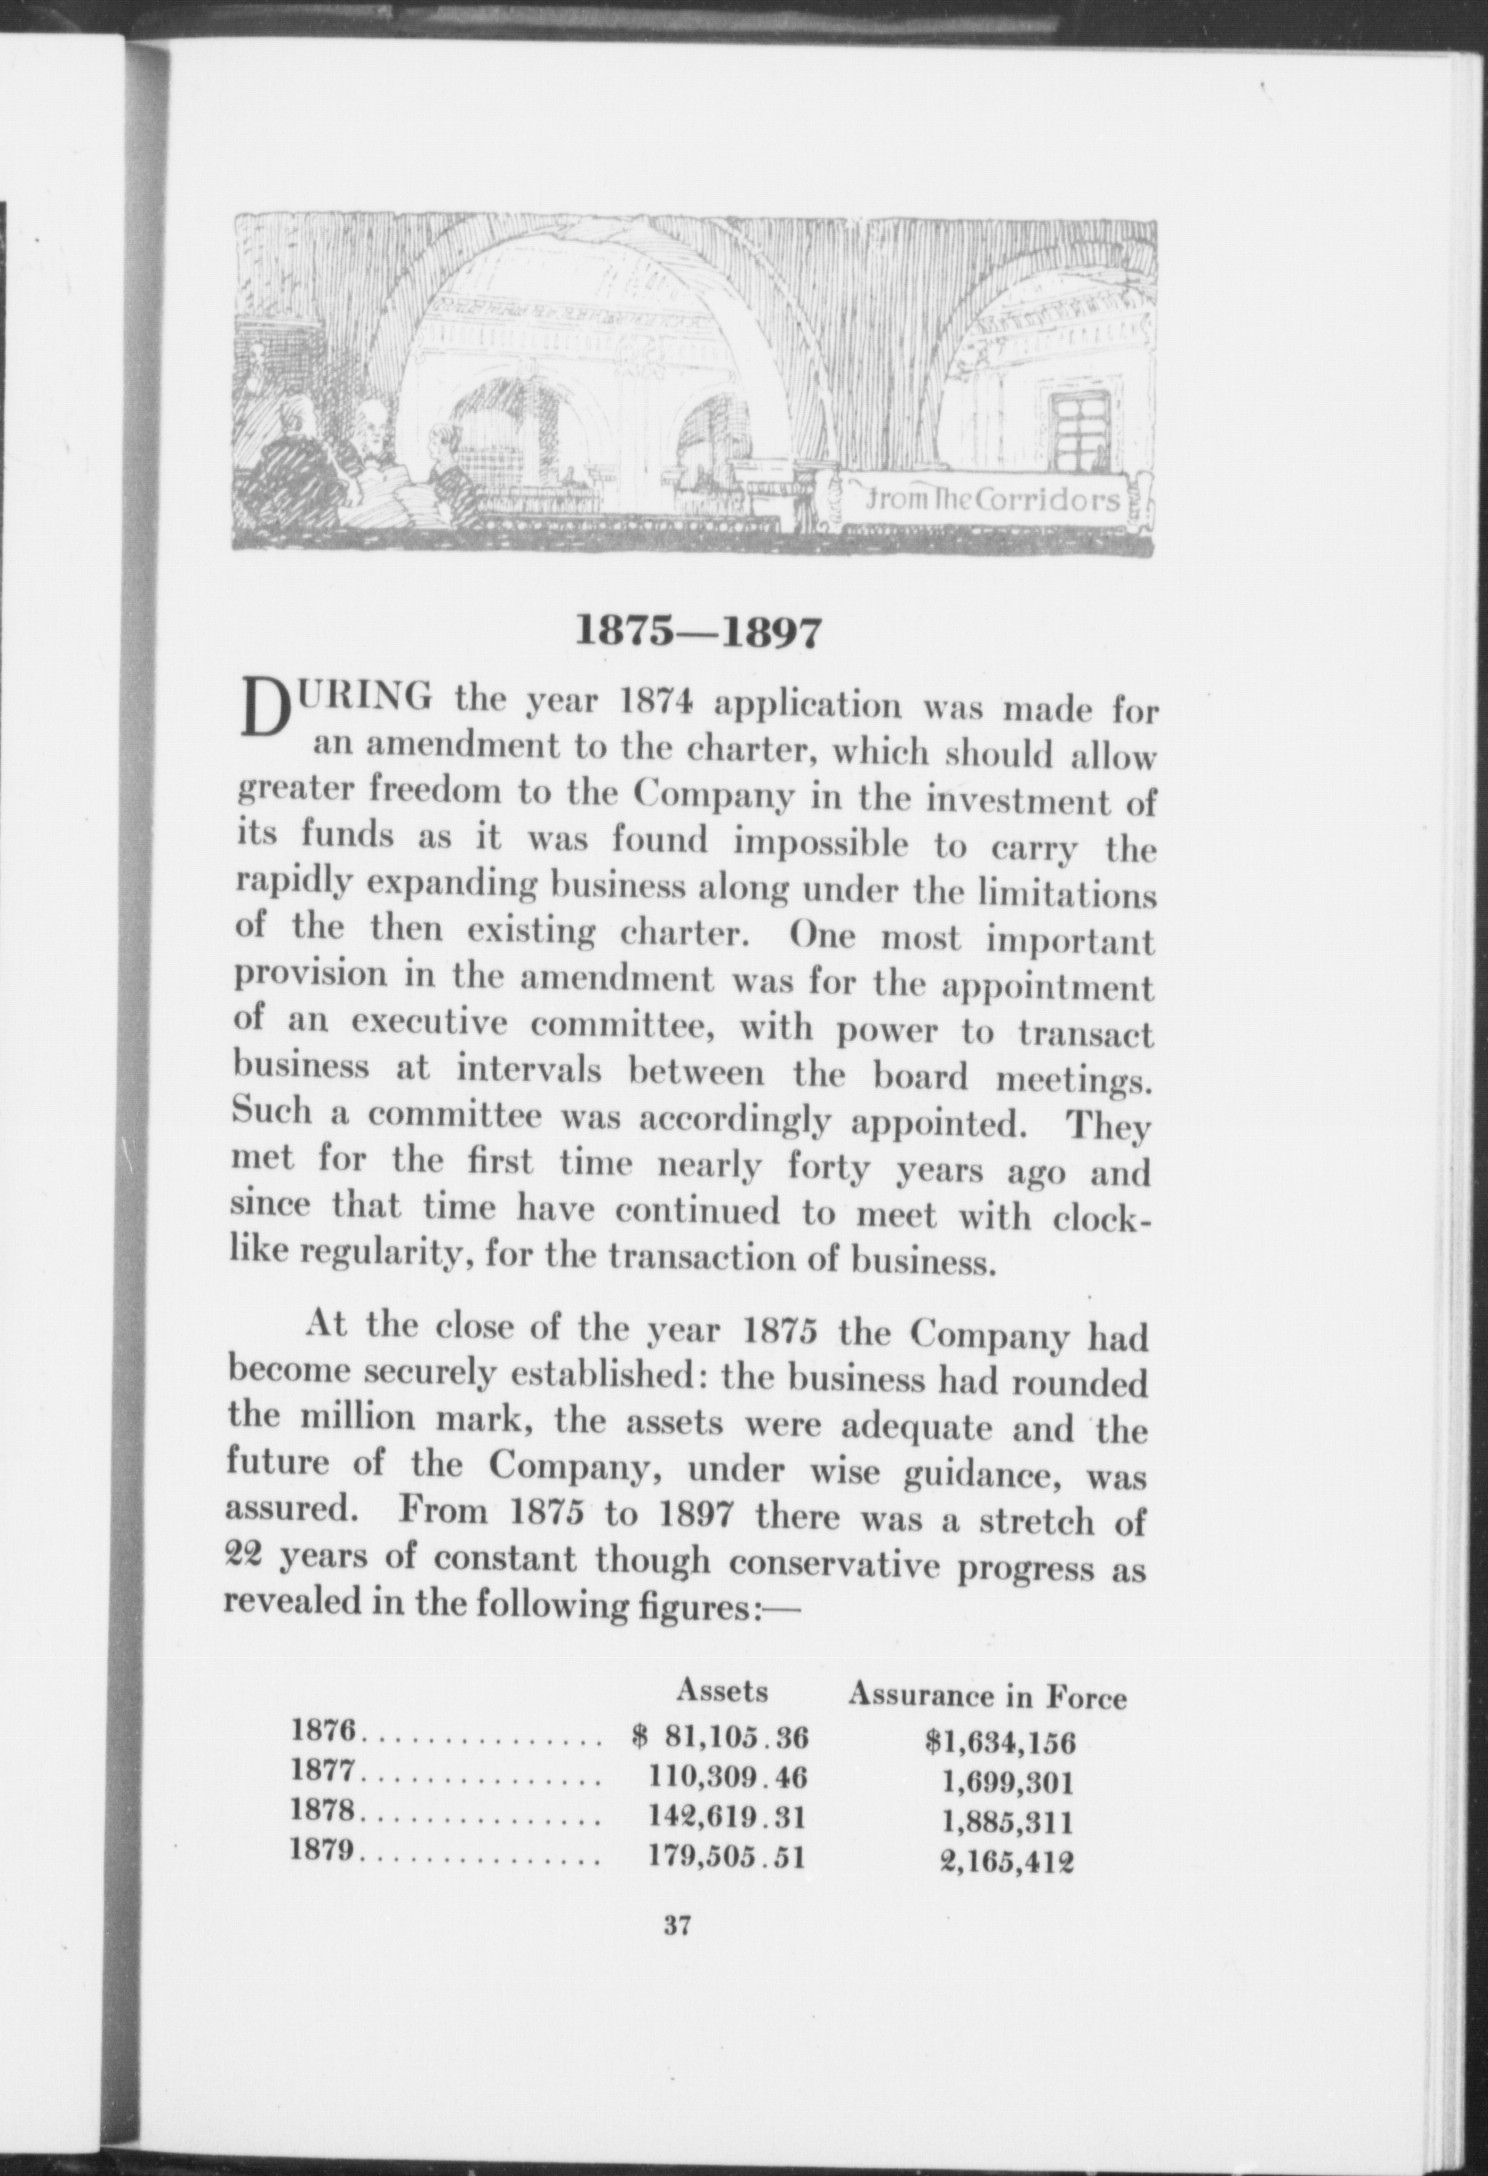 From The Corridors
1875—1897
DURING the year 1874 application was made for
an amendment to the charter, which should allow
greater freedom to the Company in the investment of
its funds as it was found impossible to carry the
rapidly expanding business along under the limitations
of the then existing charter. One most important
provision in the amendment was for the appointment
of an executive committee, with power to transact
business at intervals between the board meetings.
Such a committee was accordingly appointed. They
met for the first time nearly forty years ago and
since that time have continued to meet with clock-
like regularity, for the transaction of business.
At the close of the year 1875 the Company had
become securely established: the business had rounded
the million mark, the assets were adequate and the
future of the Company, under wise guidance, was
assured. From 1875 to 1897 there was a stretch of
22 years of constant though conservative progress as
revealed in the following figures:—
Assets Assurance in Force
1876............... $ 81,105.36 $1,634,156
1877............... 110,309.46 1,699,301
1878............... 142,619.31 1,885,311
1879............... 179,505.51 2,165,412
37